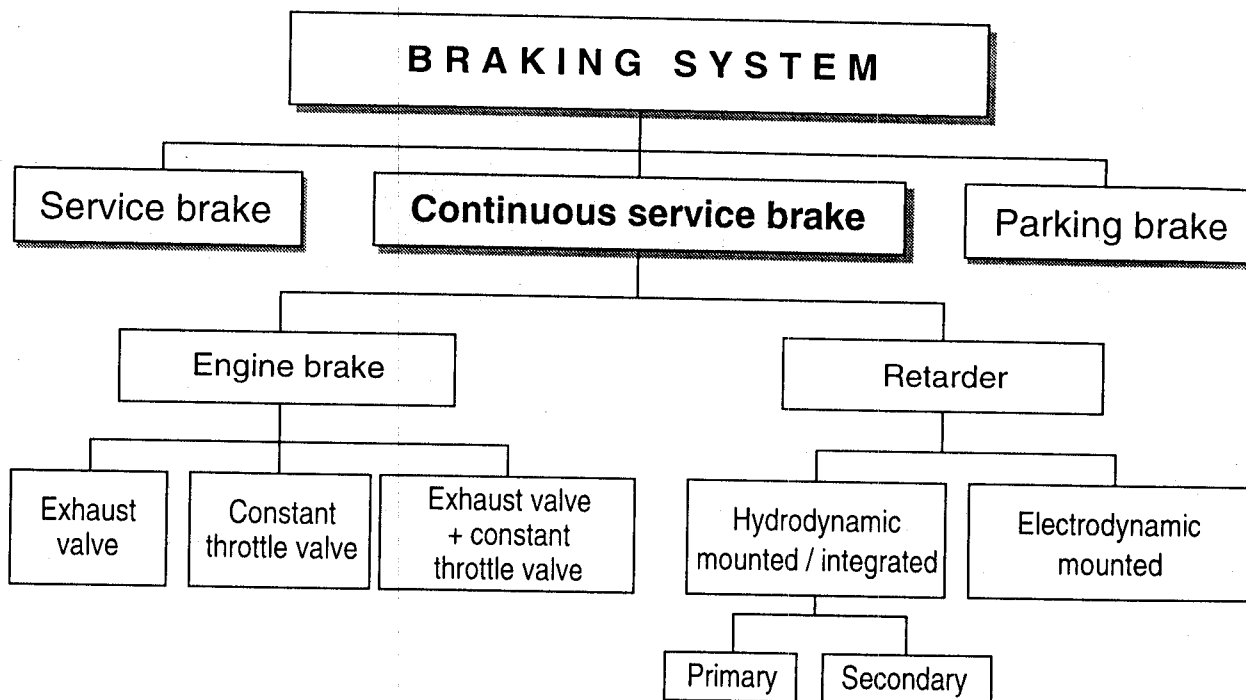 BRAKING SYSTEM
Service brake
Continuous service brake
Parking brake
Engine brake
Retarder
Exhaust
valve
Constant
throttle valve
Exhaust valve
+ constant
throttle valve
Hydrodynamic
mounted / integrated
Electrodynamic
mounted
Primary
Secondary